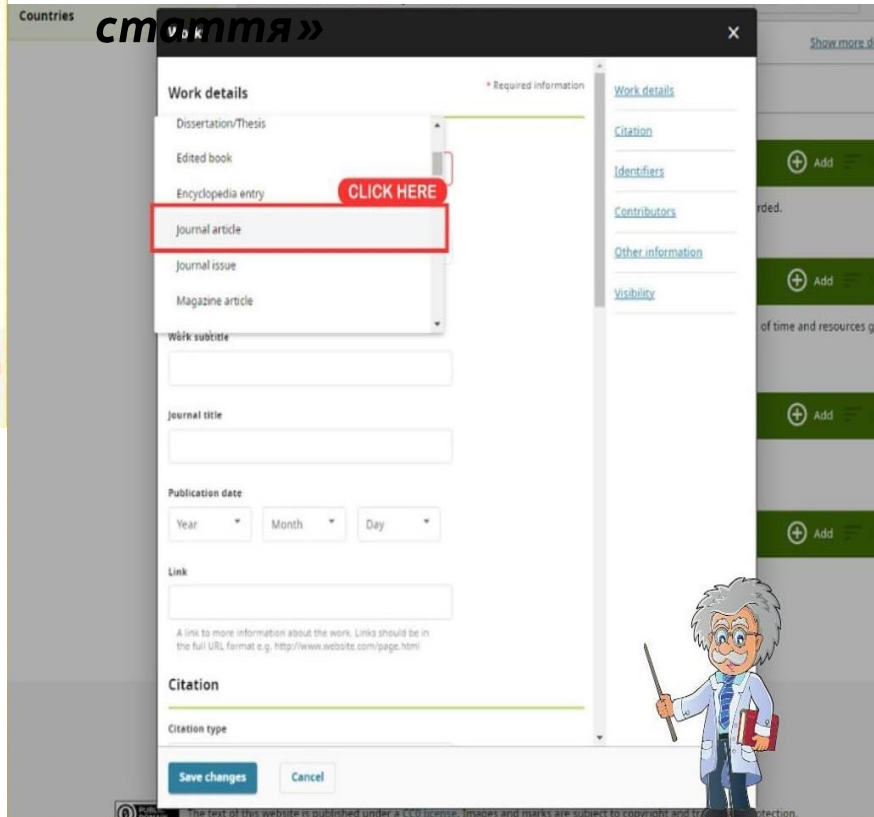 Countries
стаття»
Work
Show more d
Work details
* Required information
Dissertation/Thesis
Edited book
Encyclopedia entry
CLICK HERE
Journal article
Journal issue
Magazine article
Work subtitle
Journal title
Publication date
Year
Month
Day
Link
A link to more information about the work. Links should be in
the full URL format e.g. http://www.website.com/page.html
Citation
Citation type
Save changes
Cancel
Work details
Citation
Identifiers
Contributors
Other information
Visibility
Add
rded.
Add
of time and resources g
Add
Add
The text of this website is published under a CC0 license. Images and marks are subject to copyright and tra
otection.